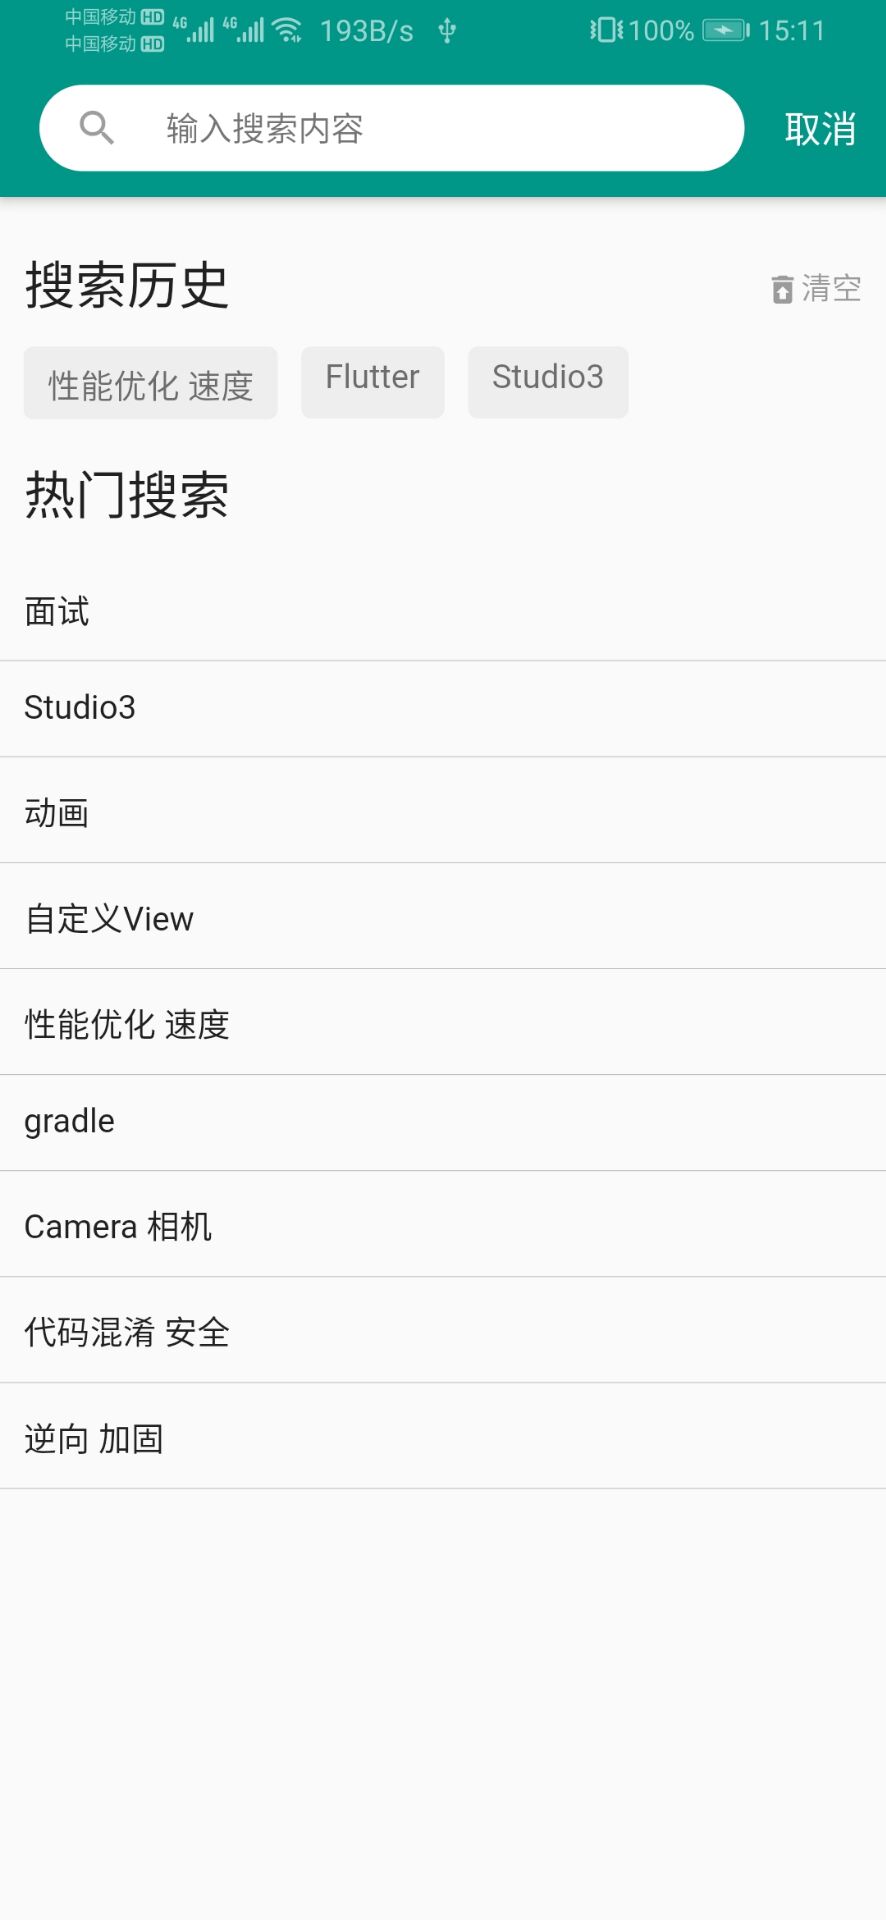 中国移动 HD 4G 4G 193B/s 100% 15:11
中国移动 HD
输入搜索内容 取消
搜索历史 清空
性能优化 速度 Flutter Studio3
热门搜索
面试
Studio3
动画
自定义View
性能优化 速度
gradle
Camera 相机
代码混淆 安全
逆向 加固